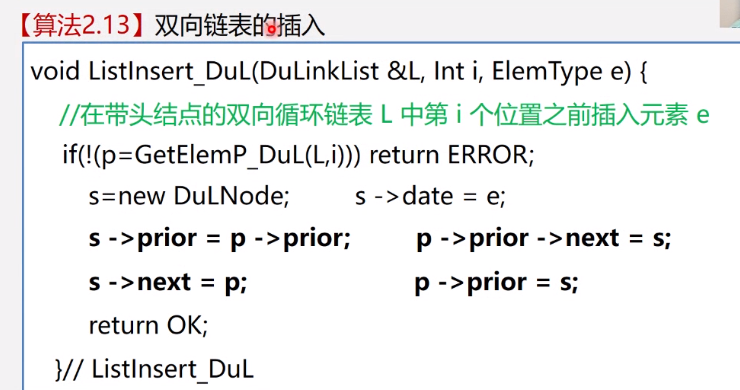 【算法2.13】双向链表的插入
void ListInsert_DuL(DuLinkList &L, Int i, ElemType e) {
//在带头结点的双向循环链表 L 中第 i 个位置之前插入元素 e
if(!(p=GetElemP_DuL(L,i))) return ERROR;
s=new DuLNode; s ->date = e;
s ->prior = p ->prior; p ->prior ->next = s;
s ->next = p; p ->prior = s;
return OK;
}// ListInsert_DuL